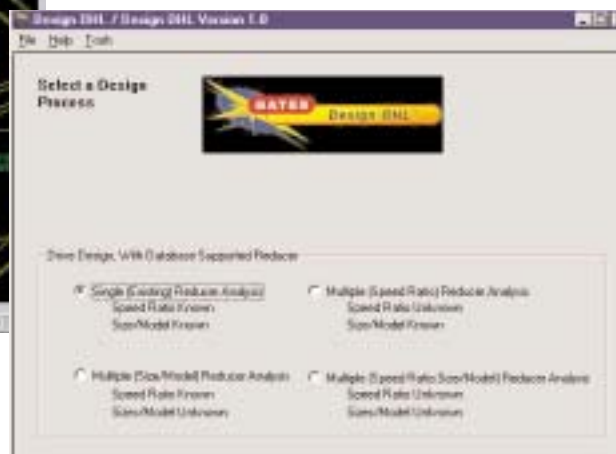 Design DHL / Design DHL Version 1.0
File Help Tools
Select a Design
Process
GATES
Design DHL
Drive Design, With Database Supported Reducer
Single (Existing) Reducer Analysis
Speed Ratio Known
Size/Model Known
Multiple (Speed Ratio) Reducer Analysis
Speed Ratio Unknown
Size/Model Known
Multiple (Size/Model) Reducer Analysis
Speed Ratio Known
Sizes/Model Unknown
Multiple (Speed Ratio, Size/Model) Reducer Analysis
Speed Ratio Unknown
Sizes/Model Unknown